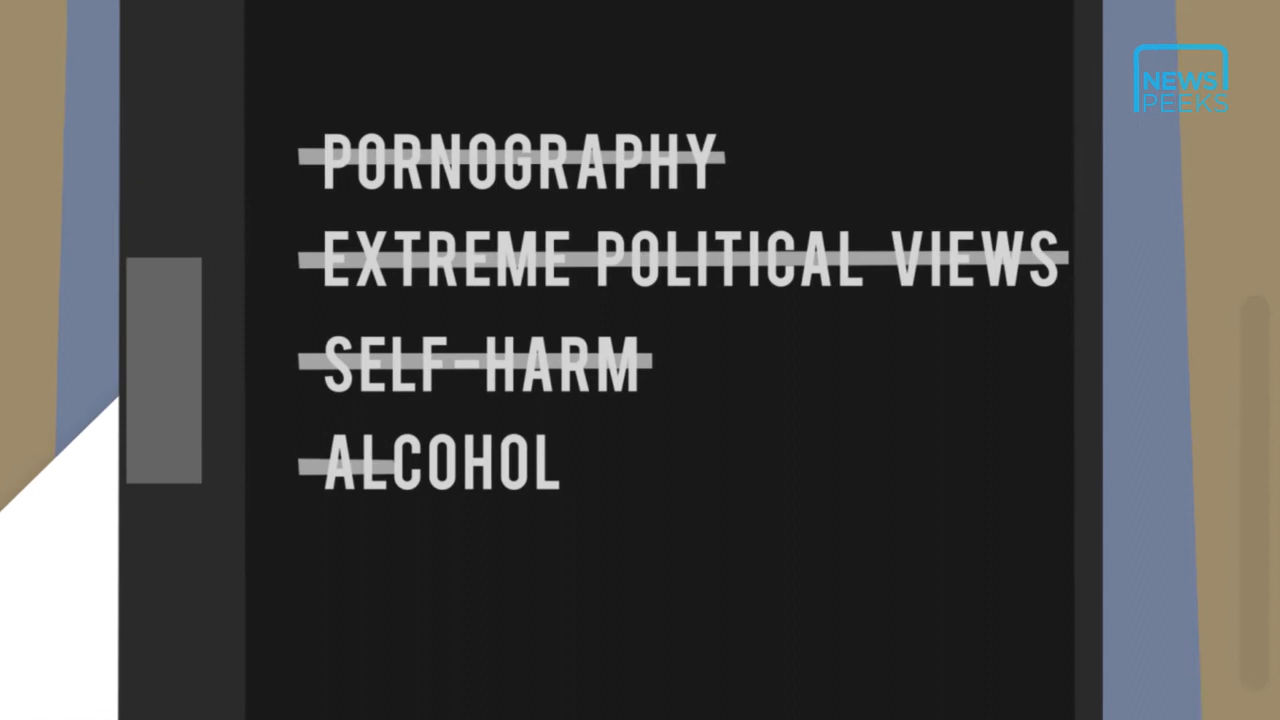 NEWS
PEEKS
PORNOGRAPHY
EXTREME POLITICAL VIEWS
SELF-HARM
ALCOHOL